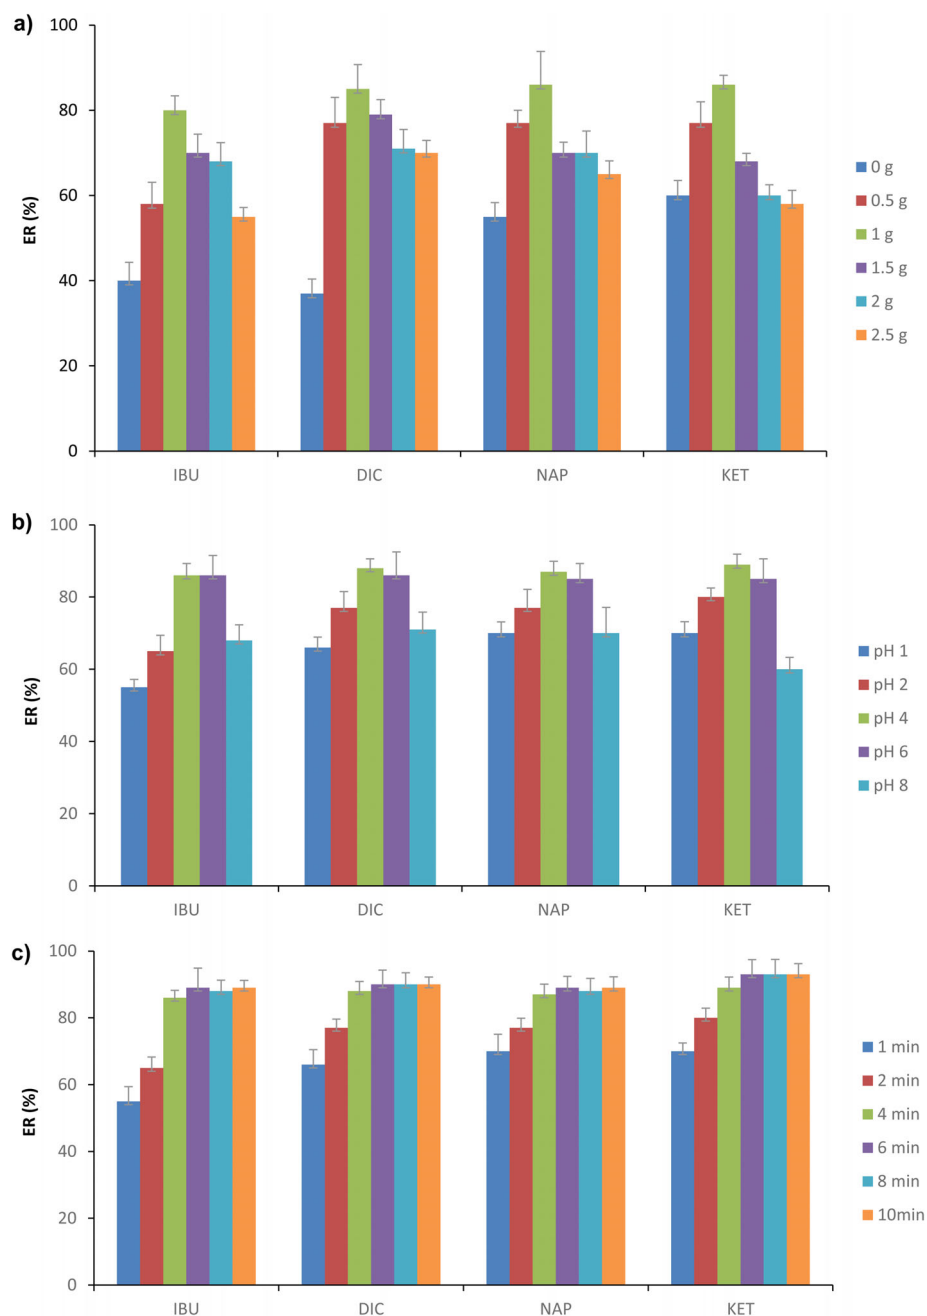 a)
100
80
60
40
20
0
ER (%)
IBU DIC NAP KET
0 g
0.5 g
1 g
1.5 g
2 g
2.5 g
b)
100
80
60
40
20
0
ER (%)
IBU DIC NAP KET
pH 1
pH 2
pH 4
pH 6
pH 8
c)
100
80
60
40
20
0
ER (%)
IBU DIC NAP KET
1 min
2 min
4 min
6 min
8 min
10min